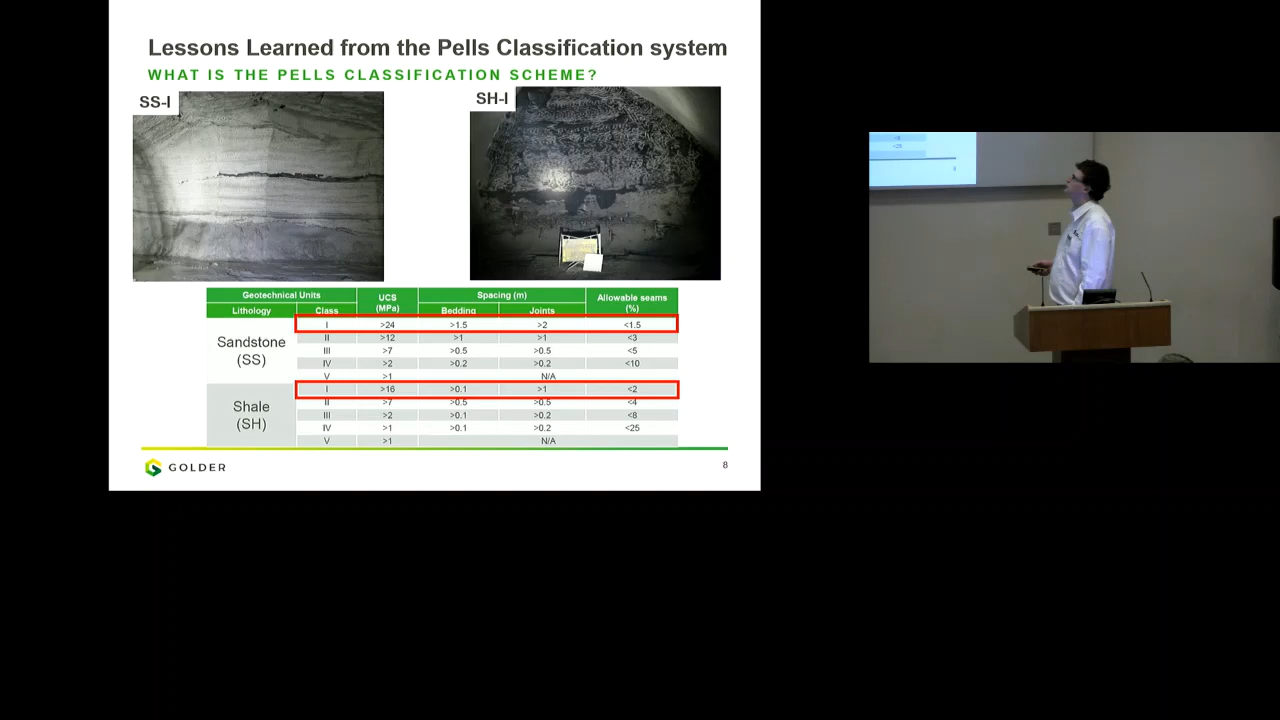 Lessons Learned from the Pells Classification system
WHAT IS THE PELLS CLASSIFICATION SCHEME?
SS-I
SH-I
Geotechnical Units UCS (MPa) Spacing (m) Allowable seams (%)
Lithology Class Bedding Joints
Sandstone (SS)
I >24 >1.5 >2 <1.5
II >12 >1 >1 <3
III >7 >0.5 >0.5 <5
IV >2 >0.2 >0.2 <10
V >1 N/A
Shale (SH)
I >16 >0.1 >1 <2
II >7 >0.5 >0.5 <4
III >2 >0.1 >0.2 <8
IV >1 >0.1 >0.2 <25
V >1 N/A
GOLDER
8